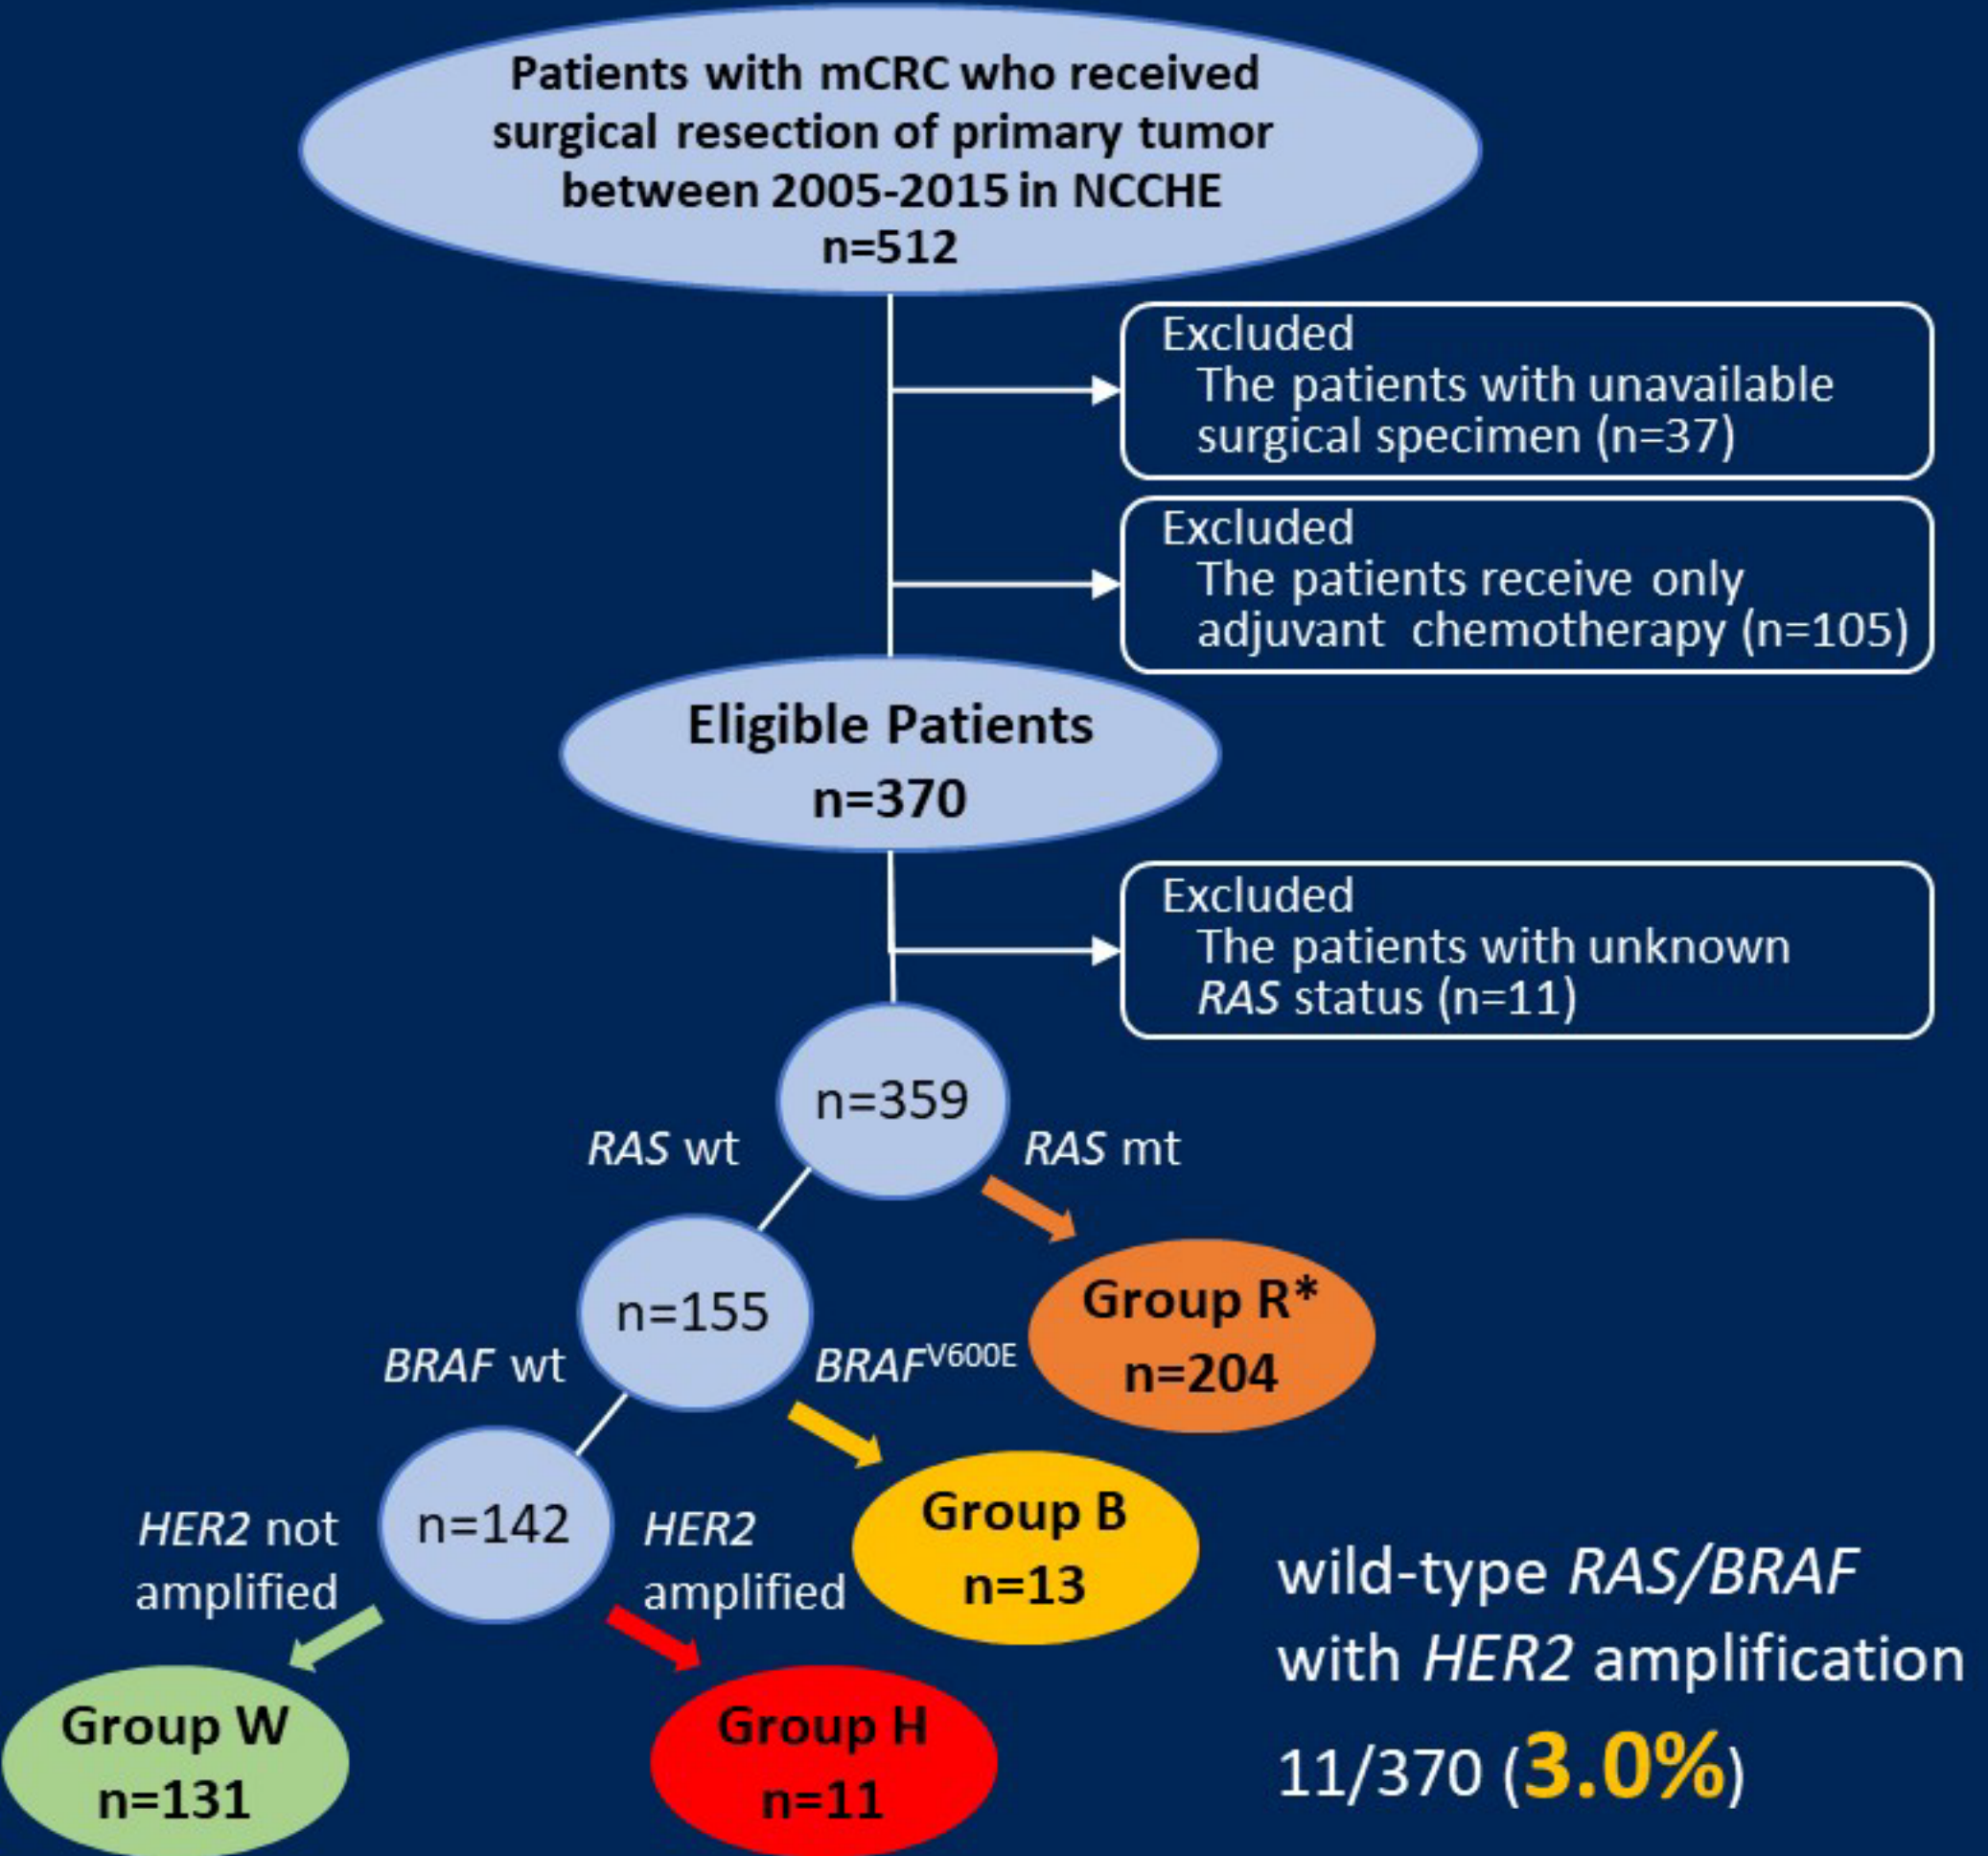 Patients with mCRC who received
surgical resection of primary tumor
between 2005-2015 in NCCHE
n=512
Excluded
The patients with unavailable
surgical specimen (n=37)
Excluded
The patients receive only
adjuvant chemotherapy (n=105)
Eligible Patients
n=370
Excluded
The patients with unknown
RAS status (n=11)
n=359
RAS wt
RAS mt
n=155
Group R*
n=204
BRAF wt
BRAFV600E
n=142
HER2 not
amplified
HER2
amplified
Group B
n=13
Group W
n=131
Group H
n=11
wild-type RAS/BRAF
with HER2 amplification
11/370 (3.0%)